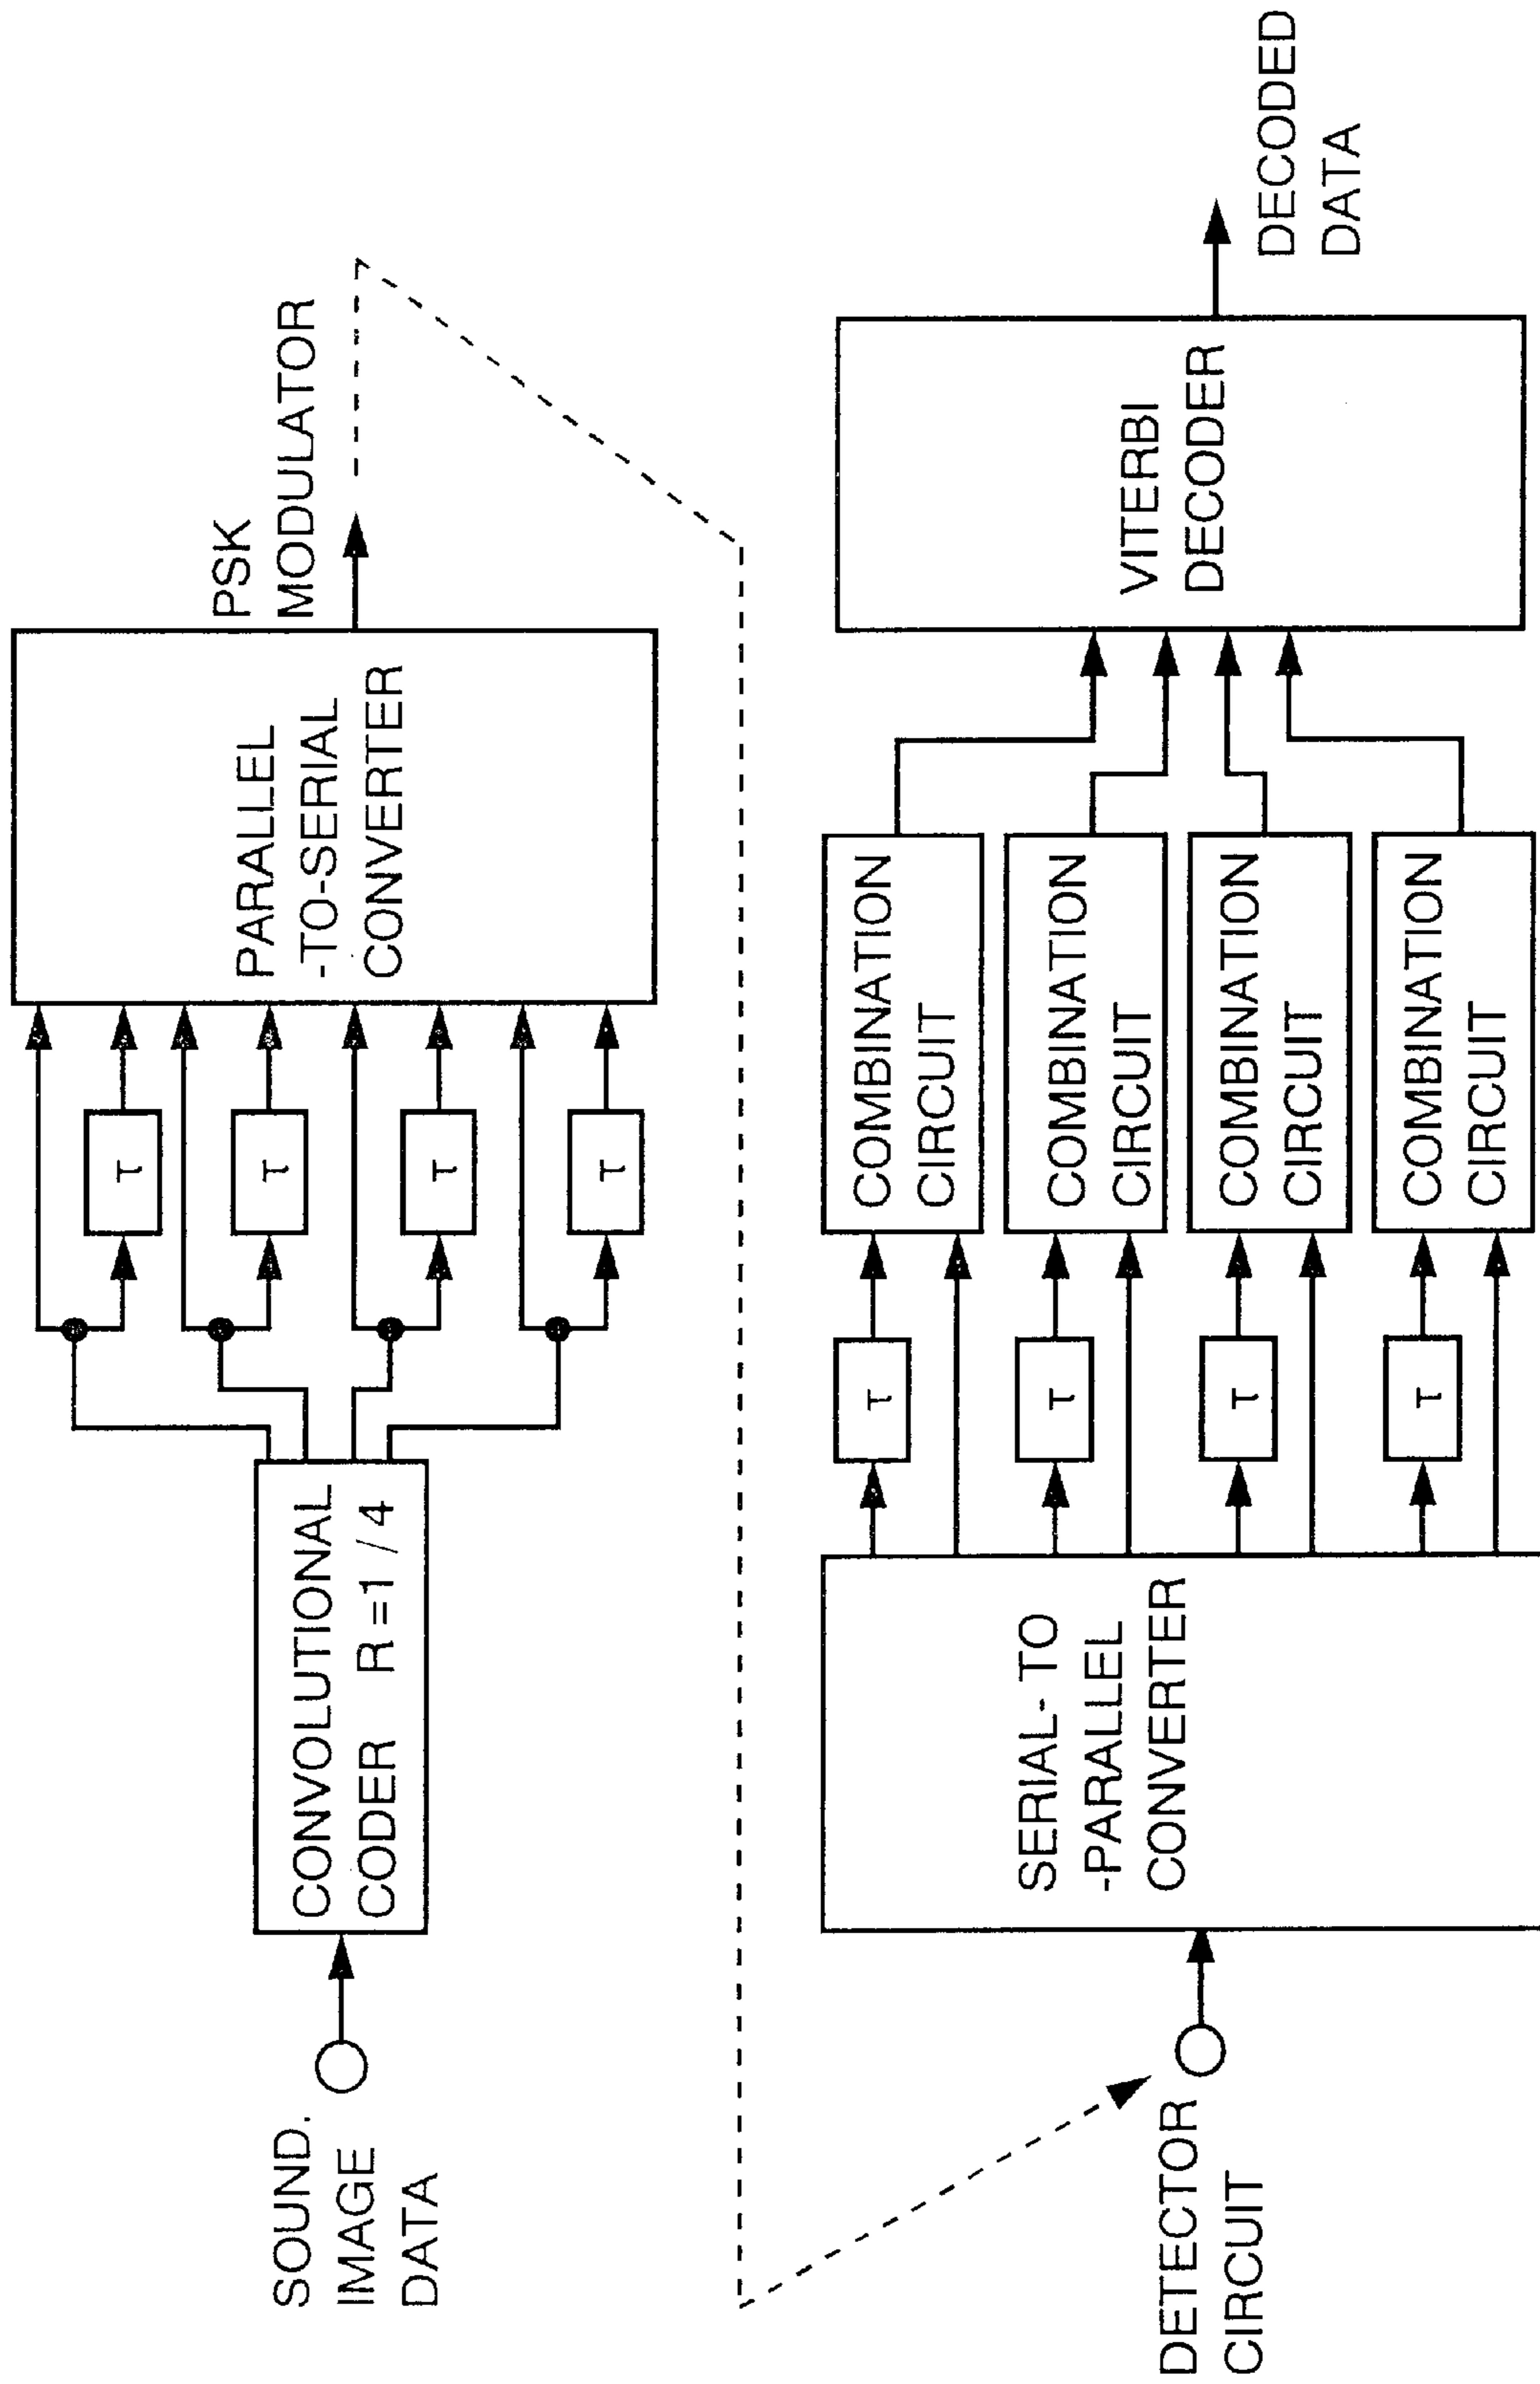 SOUND.
IMAGE
DATA
CONVOLUTIONAL
CODER R=1/4
τ
τ
τ
τ
PARALLEL
-TO-SERIAL
CONVERTER
PSK
MODULATOR
DETECTOR
CIRCUIT
SERIAL-TO
-PARALLEL
CONVERTER
τ
τ
τ
τ
COMBINATION
CIRCUIT
COMBINATION
CIRCUIT
COMBINATION
CIRCUIT
COMBINATION
CIRCUIT
VITERBI
DECODER
DECODED
DATA